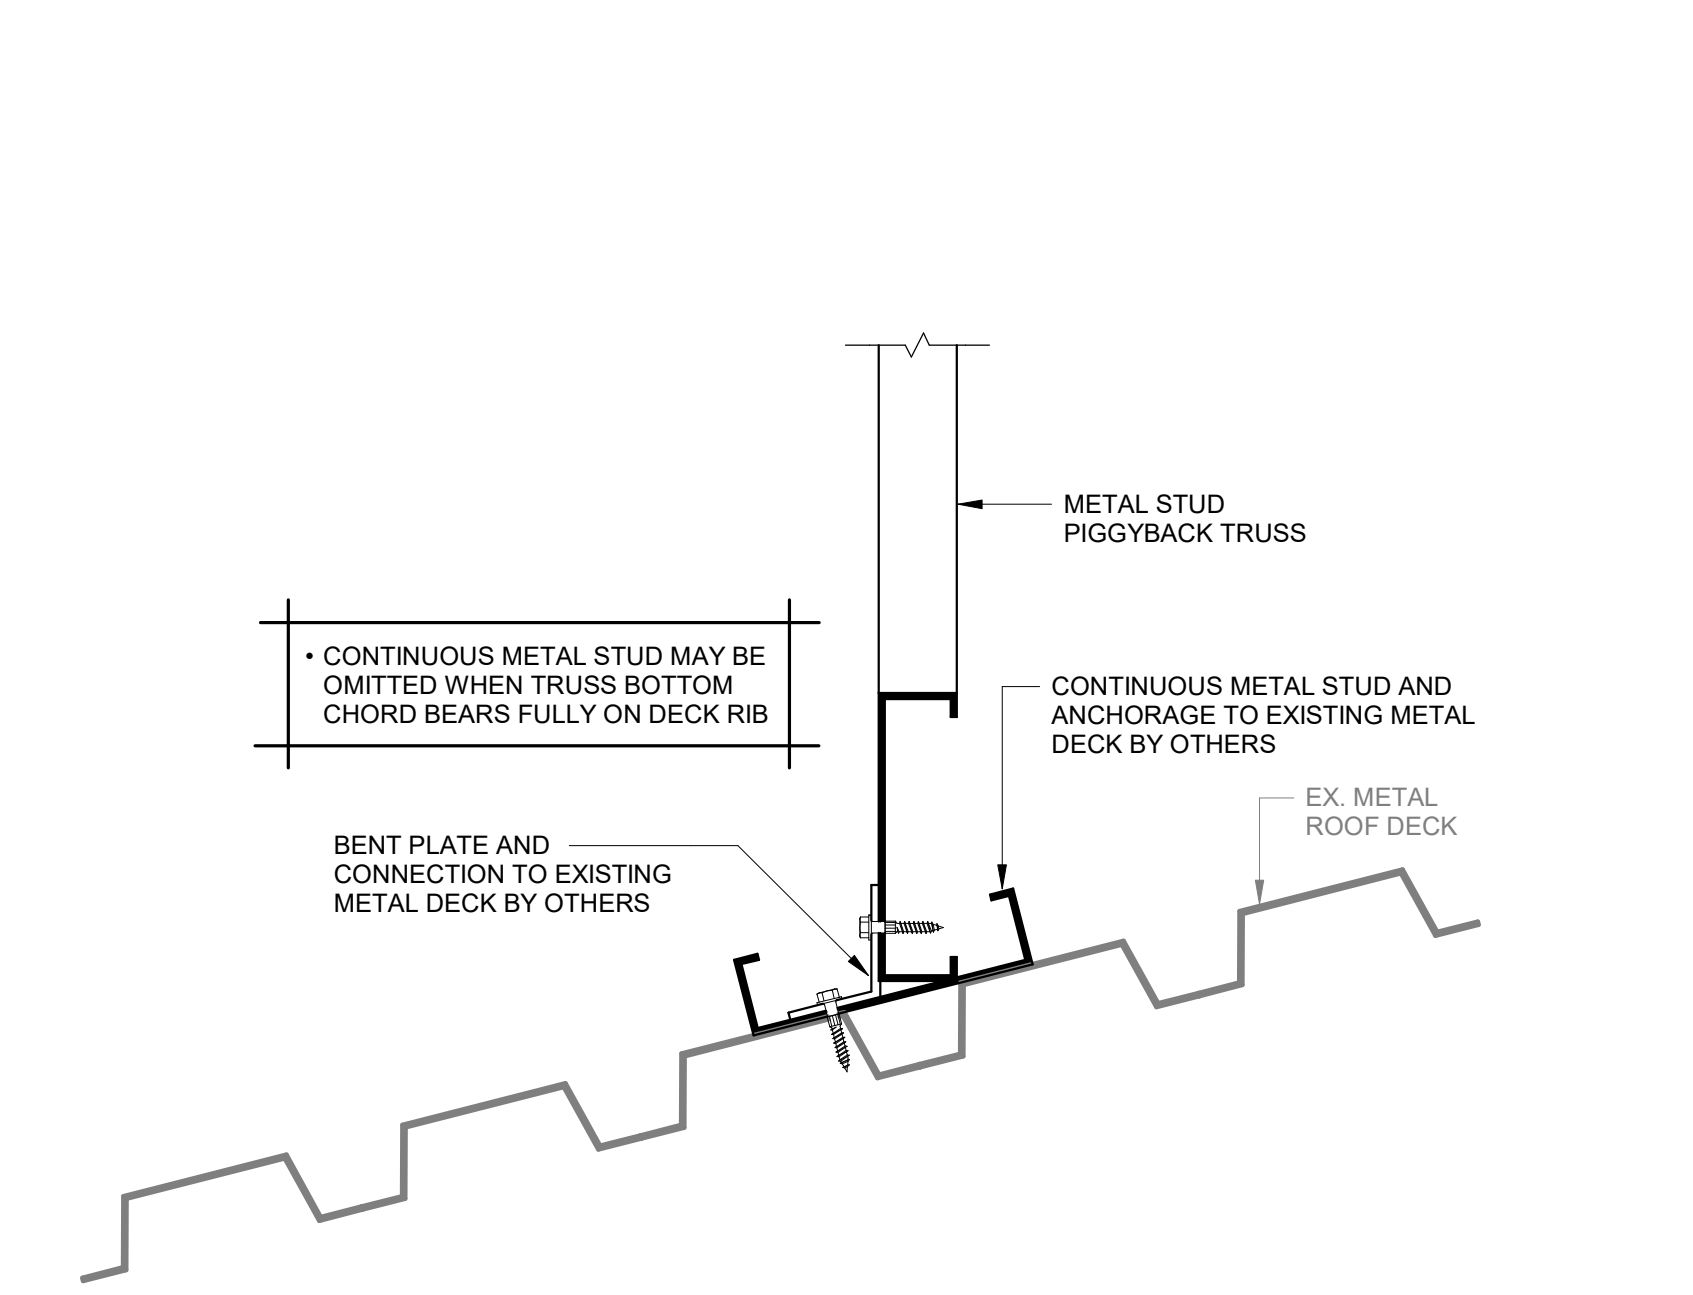 METAL STUD
PIGGYBACK TRUSS
• CONTINUOUS METAL STUD MAY BE
OMITTED WHEN TRUSS BOTTOM
CHORD BEARS FULLY ON DECK RIB
CONTINUOUS METAL STUD AND
ANCHORAGE TO EXISTING METAL
DECK BY OTHERS
EX. METAL
ROOF DECK
BENT PLATE AND
CONNECTION TO EXISTING
METAL DECK BY OTHERS